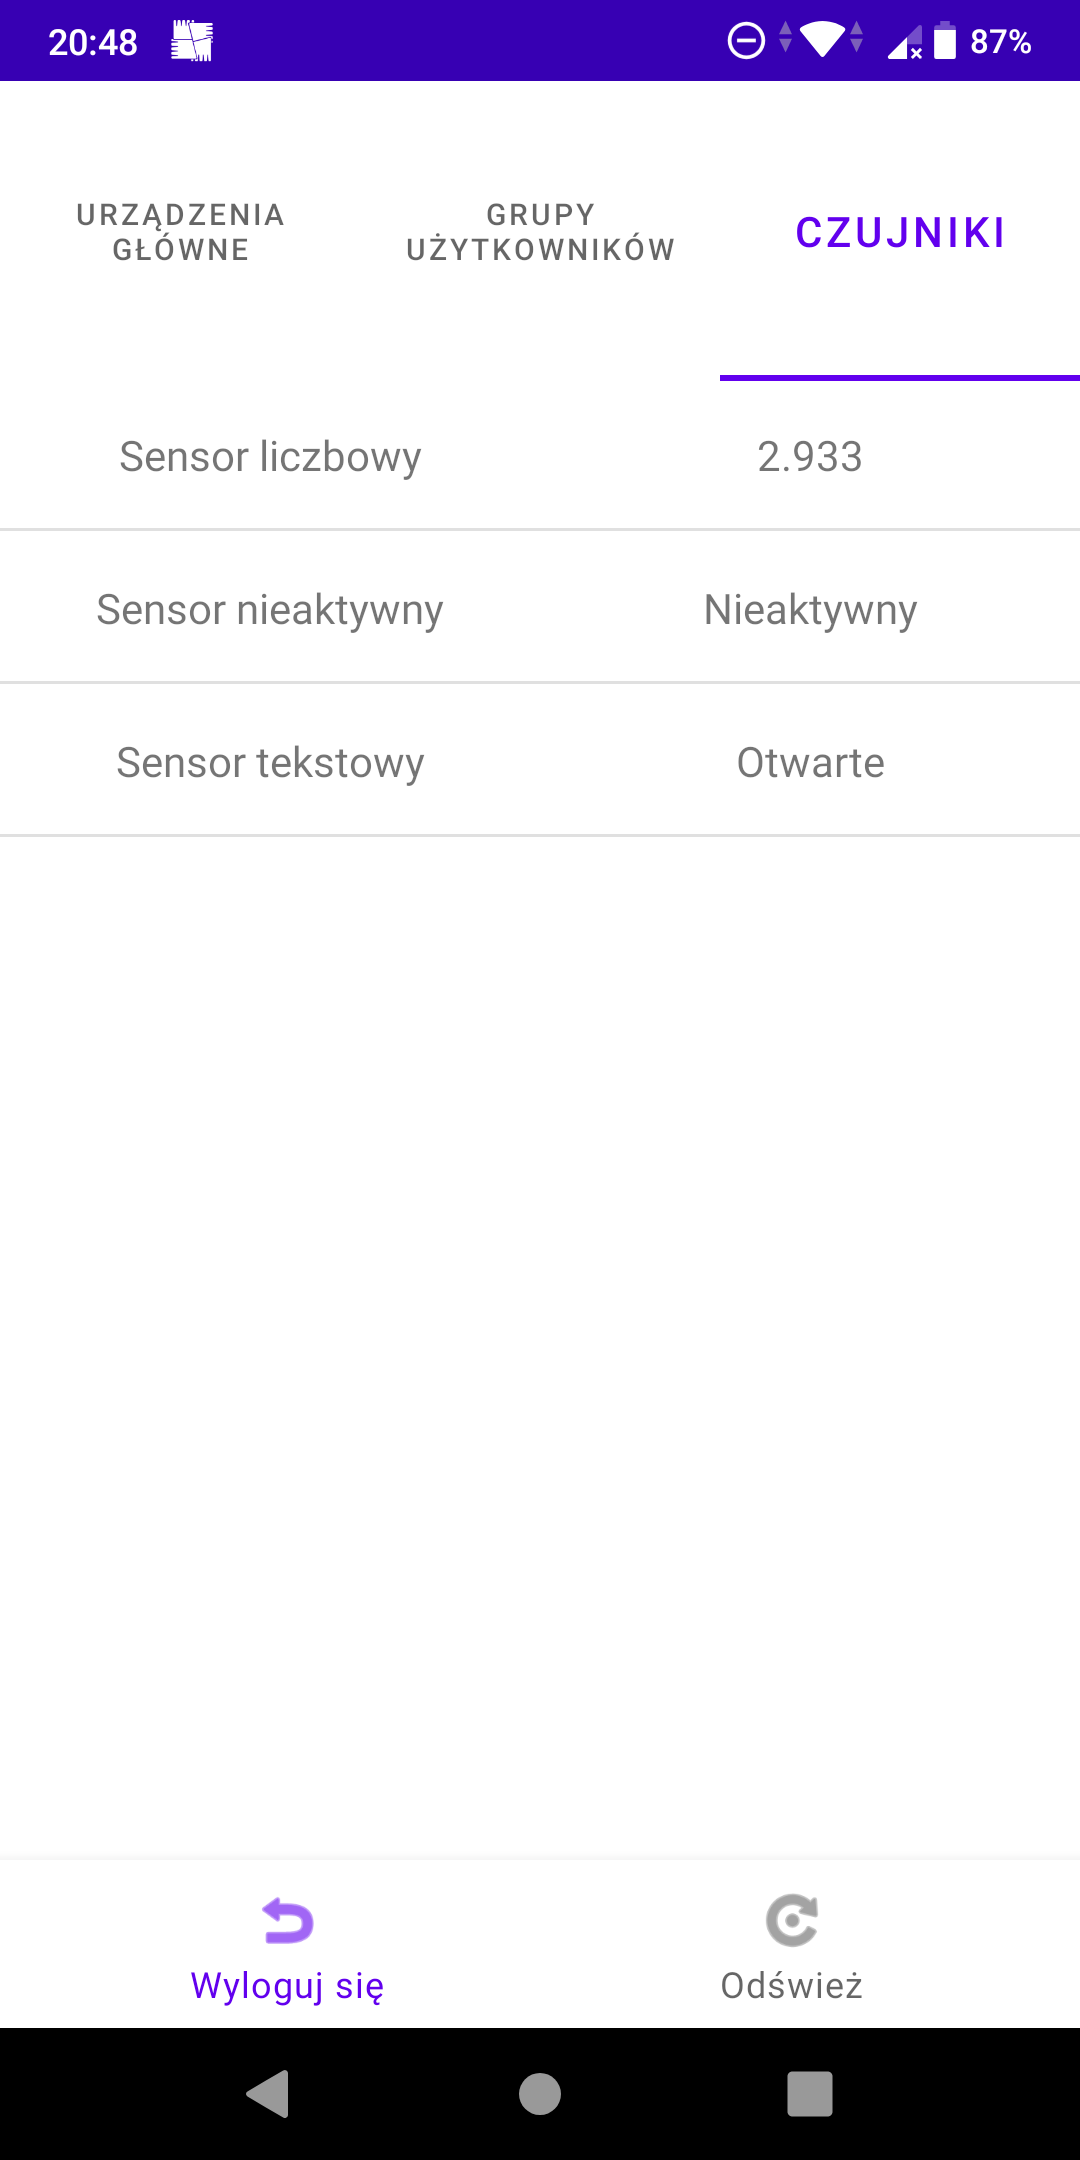 20:48
87%
URZĄDZENIA
GŁÓWNE
GRUPY
UŻYTKOWNIKÓW
CZUJNIKI
Sensor liczbowy 2.933
Sensor nieaktywny Nieaktywny
Sensor tekstowy Otwarte
Wyloguj się
Odśwież